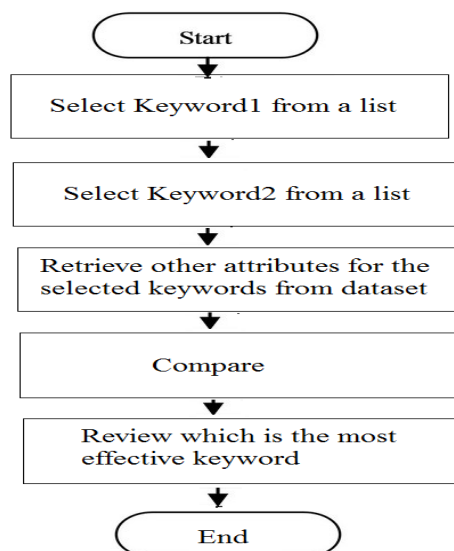 Start
Select Keyword1 from a list
Select Keyword2 from a list
Retrieve other attributes for the
selected keywords from dataset
Compare
Review which is the most
effective keyword
End